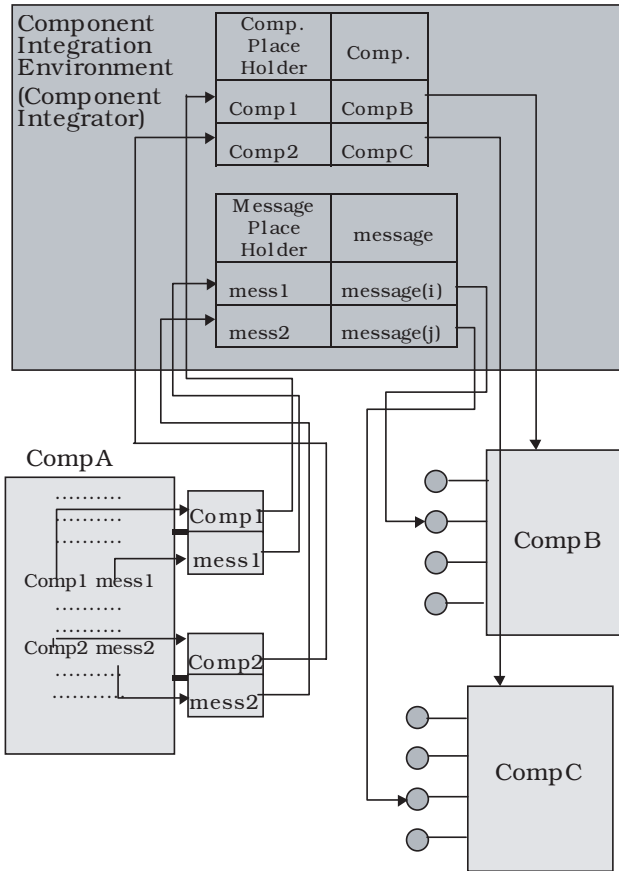 Component
Integration
Environment
(Component
Integrator)
Comp.
Place
Holder
Comp.
Comp1
CompB
Comp2
CompC
Message
Place
Holder
message
mess1
message(i)
mess2
message(j)
CompA
..........
..........
..........
Comp1 mess1
..........
..........
Comp2 mess2
..........
..........
Comp1
mess1
Comp2
mess2
CompB
CompC